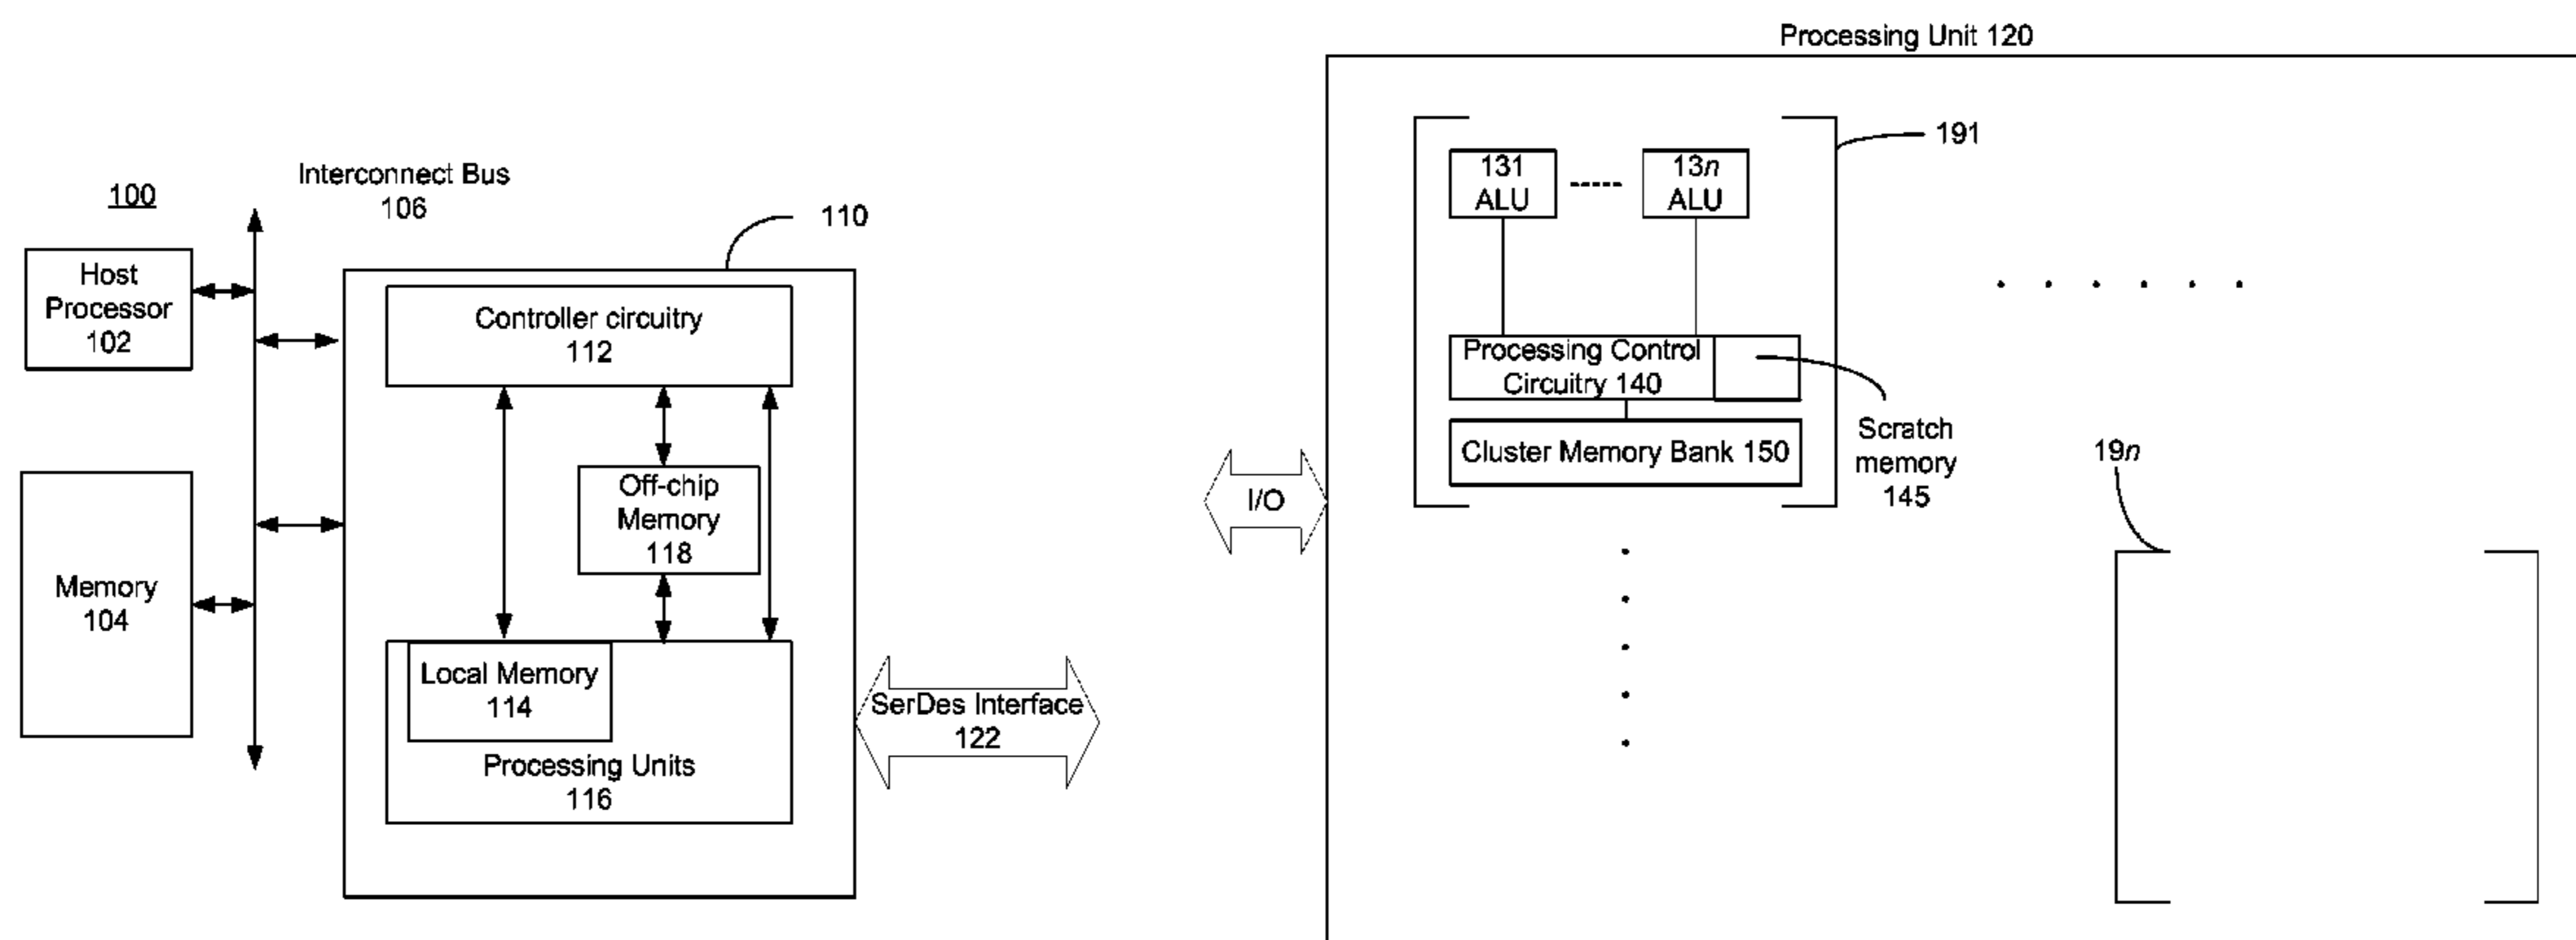 100
Interconnect Bus
106
Host
Processor
102
Memory
104
110
Controller circuitry
112
Off-chip
Memory
118
Local Memory
114
Processing Units
116
SerDes Interface
122
Processing Unit 120
I/O
191
131
ALU
13n
ALU
Processing Control
Circuitry 140
Cluster Memory Bank 150
Scratch
memory
145
19n